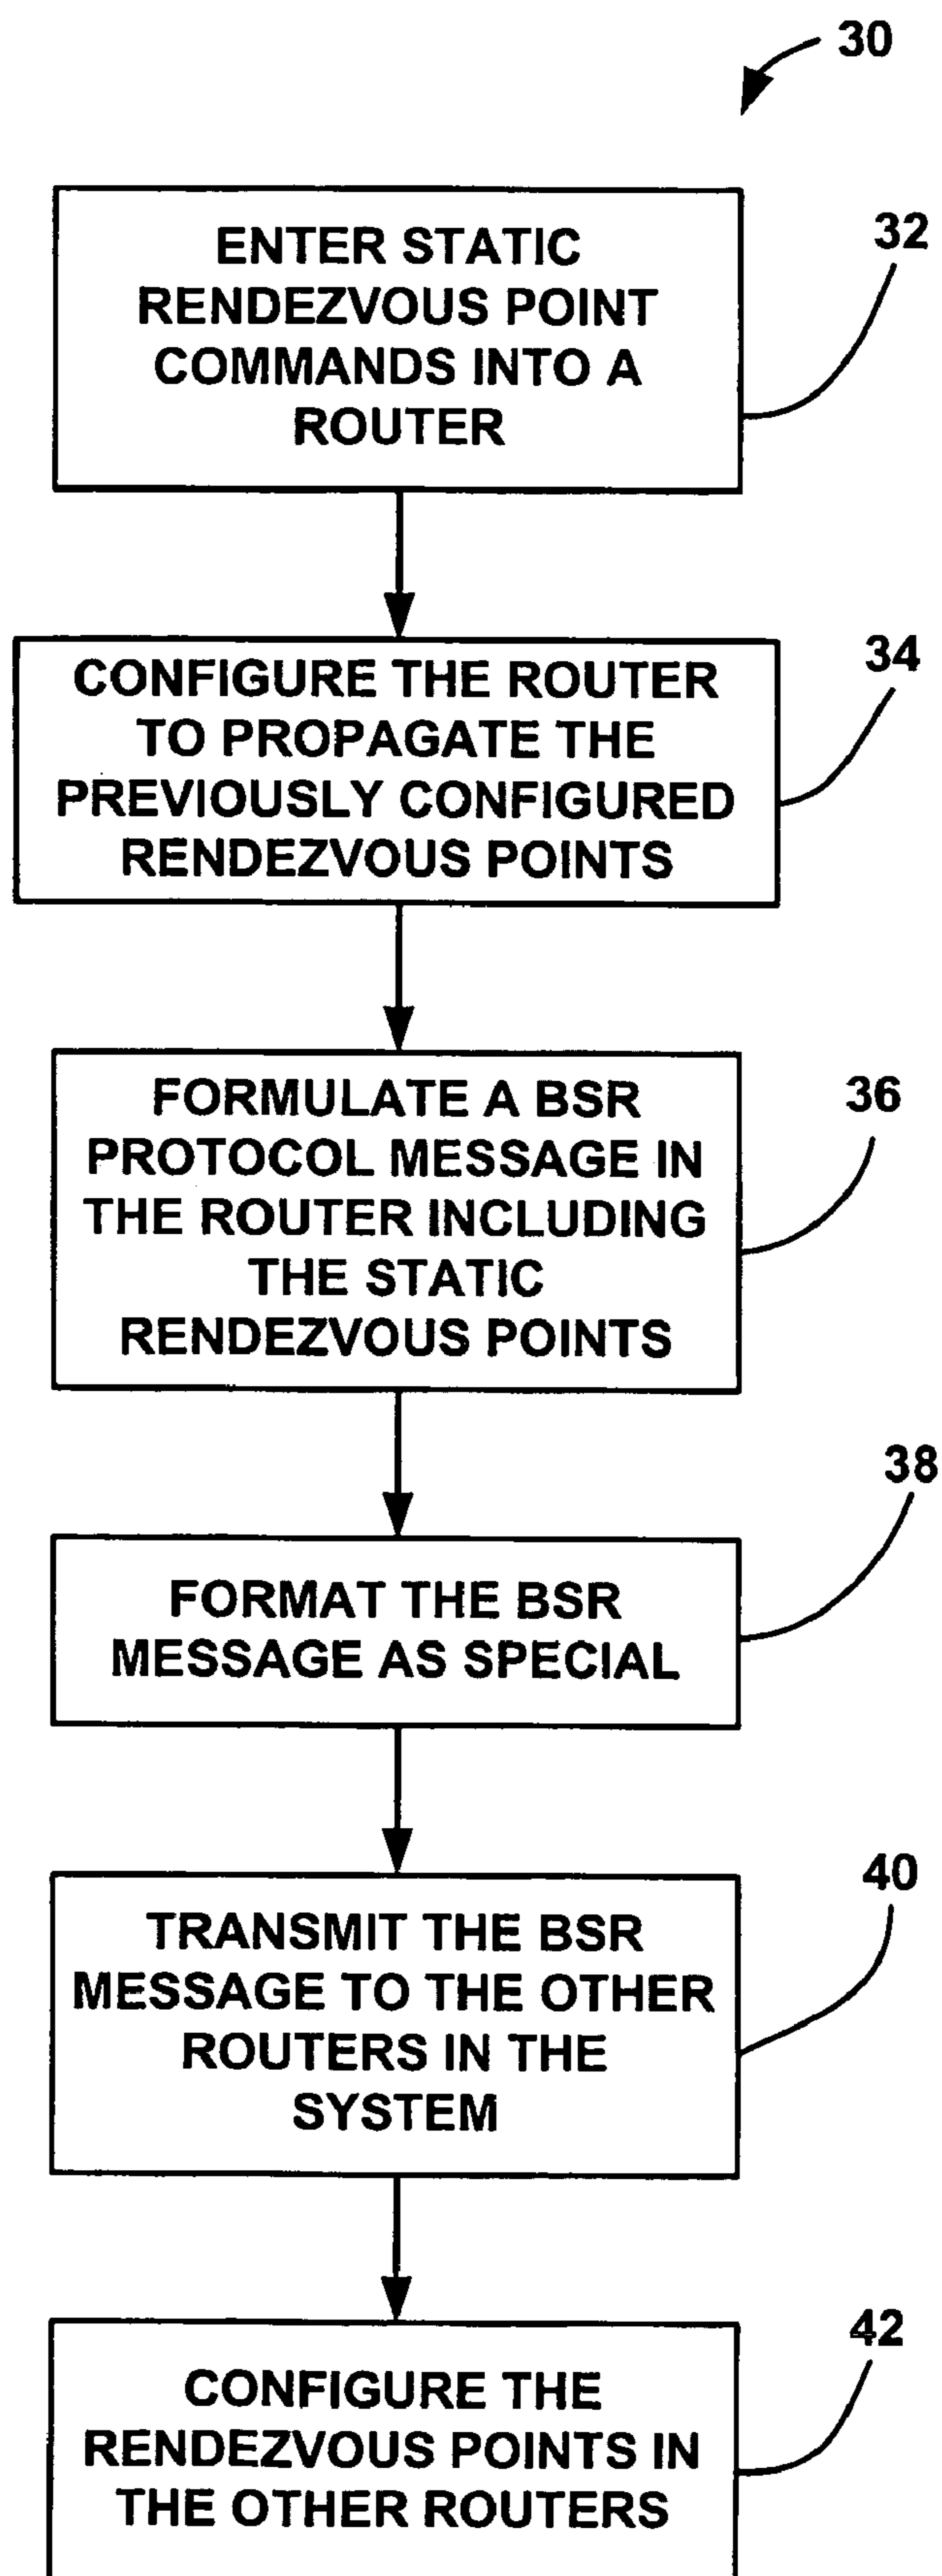 30
ENTER STATIC
RENDEZVOUS POINT
COMMANDS INTO A
ROUTER
32
CONFIGURE THE ROUTER
TO PROPAGATE THE
PREVIOUSLY CONFIGURED
RENDEZVOUS POINTS
34
FORMULATE A BSR
PROTOCOL MESSAGE IN
THE ROUTER INCLUDING
THE STATIC
RENDEZVOUS POINTS
36
FORMAT THE BSR
MESSAGE AS SPECIAL
38
TRANSMIT THE BSR
MESSAGE TO THE OTHER
ROUTERS IN THE
SYSTEM
40
CONFIGURE THE
RENDEZVOUS POINTS IN
THE OTHER ROUTERS
42